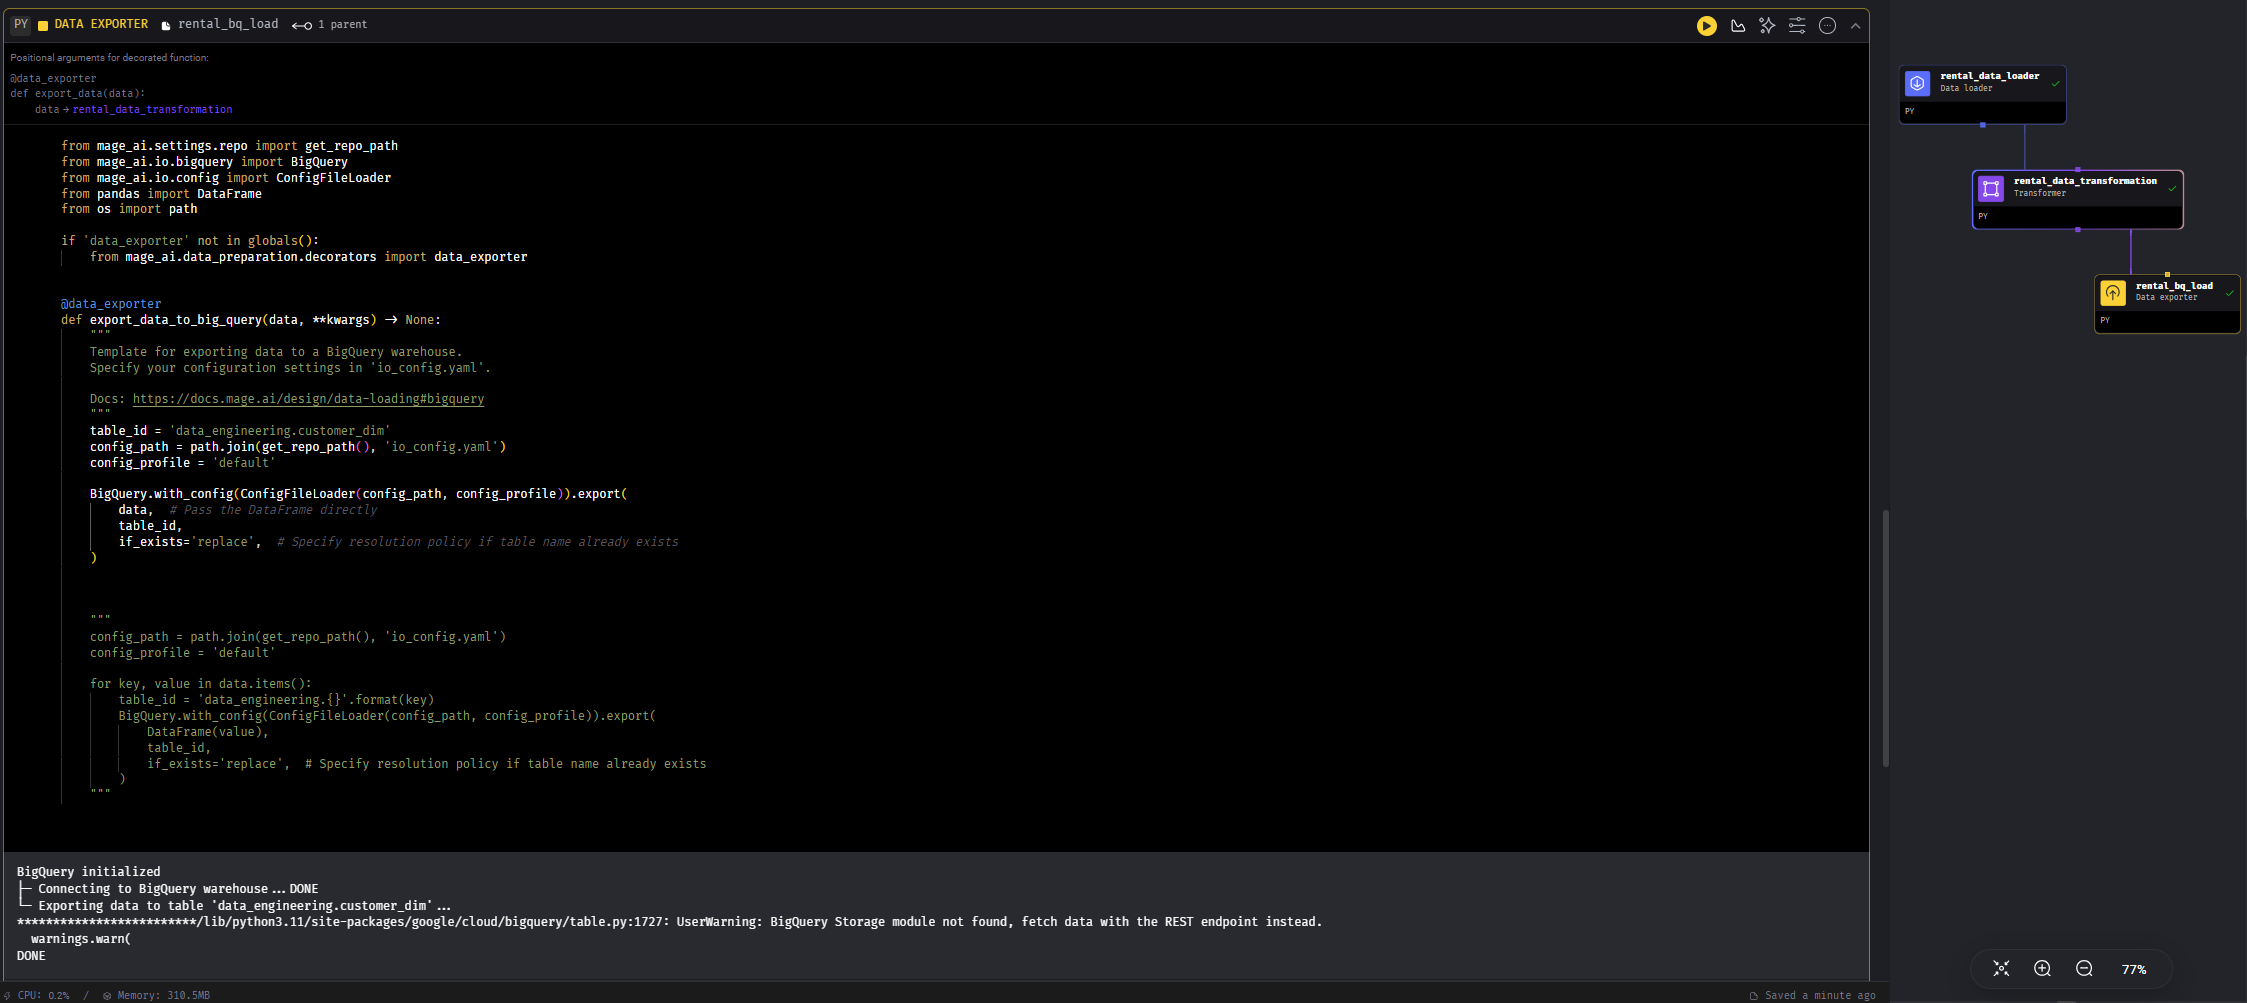 PY DATA EXPORTER rental_bq_load 1 parent
Positional arguments for decorated function:
@data_exporter
def export_data(data):
    data → rental_data_transformation
from mage_ai.settings.repo import get_repo_path
from mage_ai.io.bigquery import BigQuery
from mage_ai.io.config import ConfigFileLoader
from pandas import DataFrame
from os import path
if 'data_exporter' not in globals():
    from mage_ai.data_preparation.decorators import data_exporter
@data_exporter
def export_data_to_big_query(data, **kwargs) -> None:
    """
    Template for exporting data to a BigQuery warehouse.
    Specify your configuration settings in 'io_config.yaml'.
    Docs: https://docs.mage.ai/design/data-loading#bigquery
    """
    table_id = 'data_engineering.customer_dim'
    config_path = path.join(get_repo_path(), 'io_config.yaml')
    config_profile = 'default'
    BigQuery.with_config(ConfigFileLoader(config_path, config_profile)).export(
        data,  # Pass the DataFrame directly
        table_id,
        if_exists='replace',  # Specify resolution policy if table name already exists
    )
    """
    config_path = path.join(get_repo_path(), 'io_config.yaml')
    config_profile = 'default'
    for key, value in data.items():
        table_id = 'data_engineering.{}'.format(key)
        BigQuery.with_config(ConfigFileLoader(config_path, config_profile)).export(
            DataFrame(value),
            table_id,
            if_exists='replace',  # Specify resolution policy if table name already exists
        )
    """
BigQuery initialized
├─ Connecting to BigQuery warehouse...DONE
└─ Exporting data to table 'data_engineering.customer_dim'...
*************************/lib/python3.11/site-packages/google/cloud/bigquery/table.py:1727: UserWarning: BigQuery Storage module not found, fetch data with the REST endpoint instead.
  warnings.warn(
DONE
CPU: 0.2% / Memory: 310.5MB
Saved a minute ago
rental_data_loader
Data loader
PY
rental_data_transformation
Transformer
PY
rental_bq_load
Data exporter
PY
77%